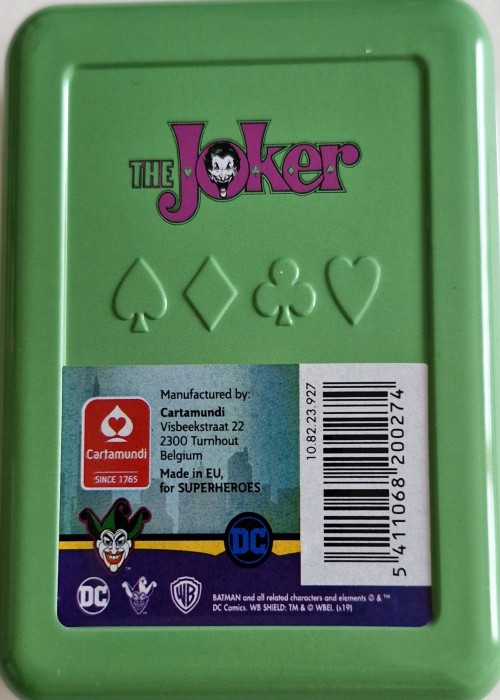 THE Joker
Manufactured by:
Cartamundi
Visbeekstraat 22
2300 Turnhout
Belgium
Made in EU,
for SUPERHEROES
Cartamundi
SINCE 1765
™
DC
DC
WB
BATMAN and all related characters and elements © & ™
DC Comics. WB SHIELD: TM & © WBEI. (s19)
10.82.23.927
5 411068 200274